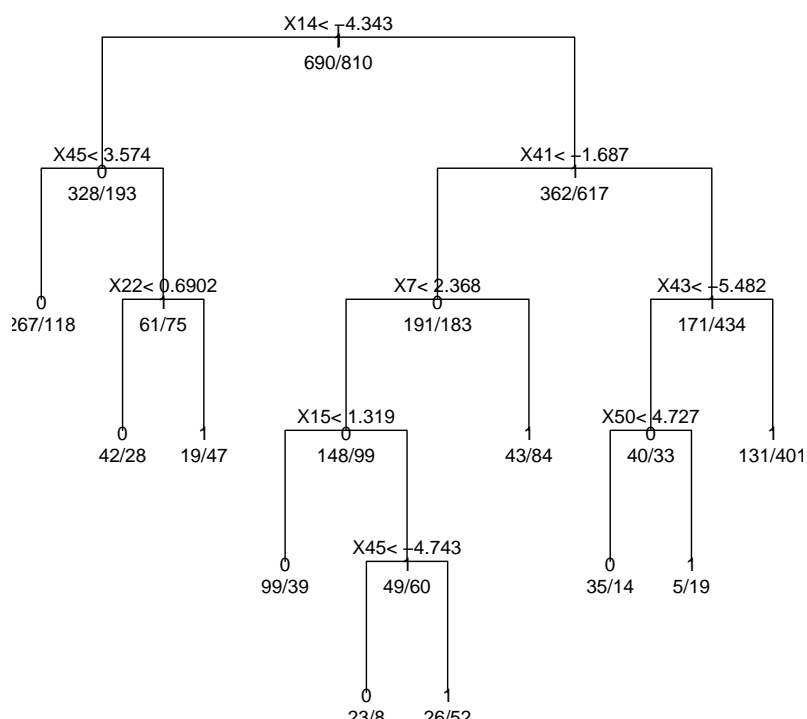 X14< −4.343
1
690/810
X45< 3.574 X41< −1.687
0 1
328/193 362/617
X22< 0.6902 X7< 2.368 X43< −5.482
0 1 0 1
267/118 61/75 191/183 171/434
X15< 1.319 X50< 4.727
0 1 0 1 0 1
42/28 19/47 148/99 43/84 40/33 131/401
X45< −4.743
0 1 0 1
99/39 49/60 35/14 5/19
0 1
23/8 26/52